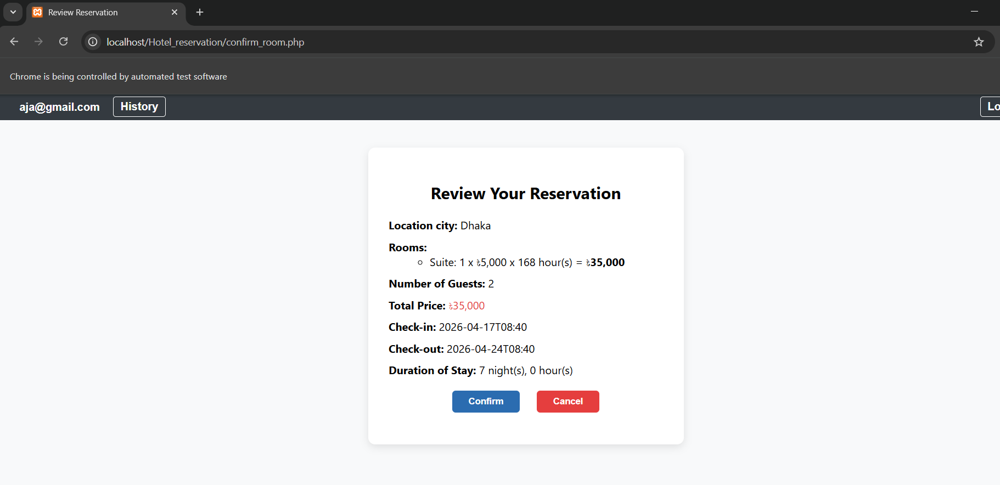 Review Reservation
localhost/Hotel_reservation/confirm_room.php
Chrome is being controlled by automated test software
aja@gmail.com History Lo
Review Your Reservation
Location city: Dhaka
Rooms:
Suite: 1 x ৳5,000 x 168 hour(s) = ৳35,000
Number of Guests: 2
Total Price: ৳35,000
Check-in: 2026-04-17T08:40
Check-out: 2026-04-24T08:40
Duration of Stay: 7 night(s), 0 hour(s)
Confirm Cancel